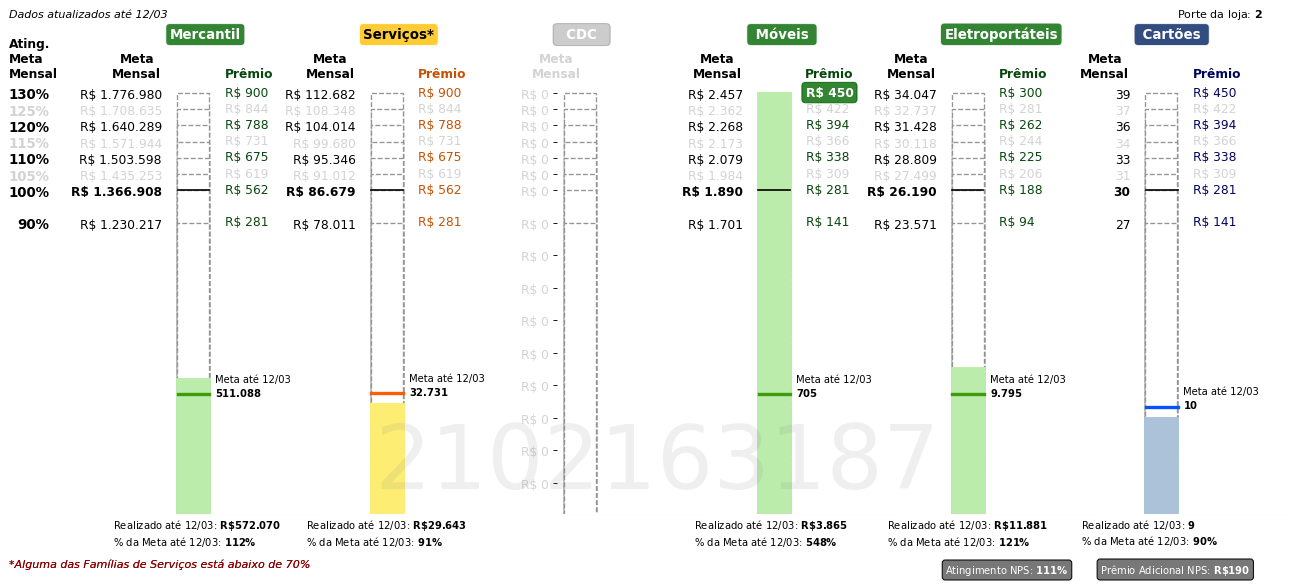 Dados atualizados até 12/03
Porte da loja: 2
Mercantil Serviços* CDC Móveis Eletroportáteis Cartões
Ating.
Meta Meta Meta Meta Meta Meta Meta
Mensal Mensal Prêmio Mensal Prêmio Mensal Mensal Prêmio Mensal Prêmio Mensal Prêmio
130% R$ 1.776.980 R$ 900 R$ 112.682 R$ 900 R$ 0 R$ 2.457 R$ 450 R$ 34.047 R$ 300 39 R$ 450
125% R$ 1.708.635 R$ 844 R$ 108.348 R$ 844 R$ 0 R$ 2.362 R$ 422 R$ 32.737 R$ 281 37 R$ 422
120% R$ 1.640.289 R$ 788 R$ 104.014 R$ 788 R$ 0 R$ 2.268 R$ 394 R$ 31.428 R$ 262 36 R$ 394
115% R$ 1.571.944 R$ 731 R$ 99.680 R$ 731 R$ 0 R$ 2.173 R$ 366 R$ 30.118 R$ 244 34 R$ 366
110% R$ 1.503.598 R$ 675 R$ 95.346 R$ 675 R$ 0 R$ 2.079 R$ 338 R$ 28.809 R$ 225 33 R$ 338
105% R$ 1.435.253 R$ 619 R$ 91.012 R$ 619 R$ 0 R$ 1.984 R$ 309 R$ 27.499 R$ 206 31 R$ 309
100% R$ 1.366.908 R$ 562 R$ 86.679 R$ 562 R$ 0 R$ 1.890 R$ 281 R$ 26.190 R$ 188 30 R$ 281
90% R$ 1.230.217 R$ 281 R$ 78.011 R$ 281 R$ 0 R$ 1.701 R$ 141 R$ 23.571 R$ 94 27 R$ 141
R$ 0
R$ 0
R$ 0
R$ 0
R$ 0
R$ 0
R$ 0
R$ 0
Meta até 12/03 Meta até 12/03 Meta até 12/03 Meta até 12/03 Meta até 12/03
511.088 32.731 705 9.795 10
2102163187
Realizado até 12/03: R$572.070 Realizado até 12/03: R$29.643 Realizado até 12/03: R$3.865 Realizado até 12/03: R$11.881 Realizado até 12/03: 9
% da Meta até 12/03: 112% % da Meta até 12/03: 91% % da Meta até 12/03: 548% % da Meta até 12/03: 121% % da Meta até 12/03: 90%
*Alguma das Famílias de Serviços está abaixo de 70%
Atingimento NPS: 111% Prêmio Adicional NPS: R$190